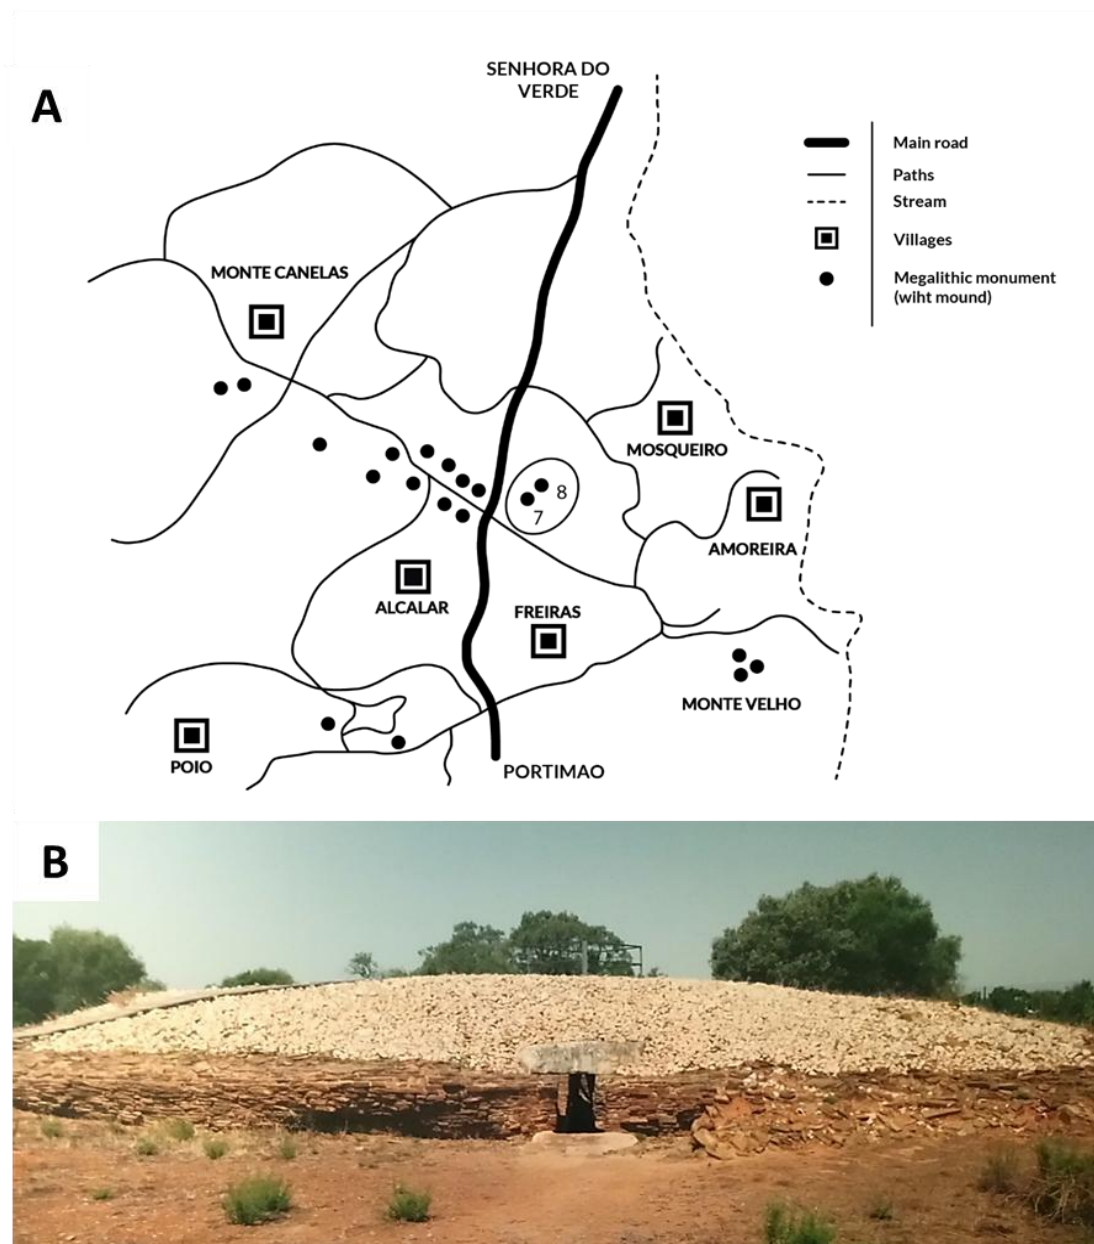 A
SENHORA DO
VERDE
Main road
Paths
Stream
Villages
Megalithic monument
(wiht mound)
MONTE CANELAS
MOSQUEIRO
8
7
AMOREIRA
ALCALAR
FREIRAS
MONTE VELHO
POIO
PORTIMAO
B